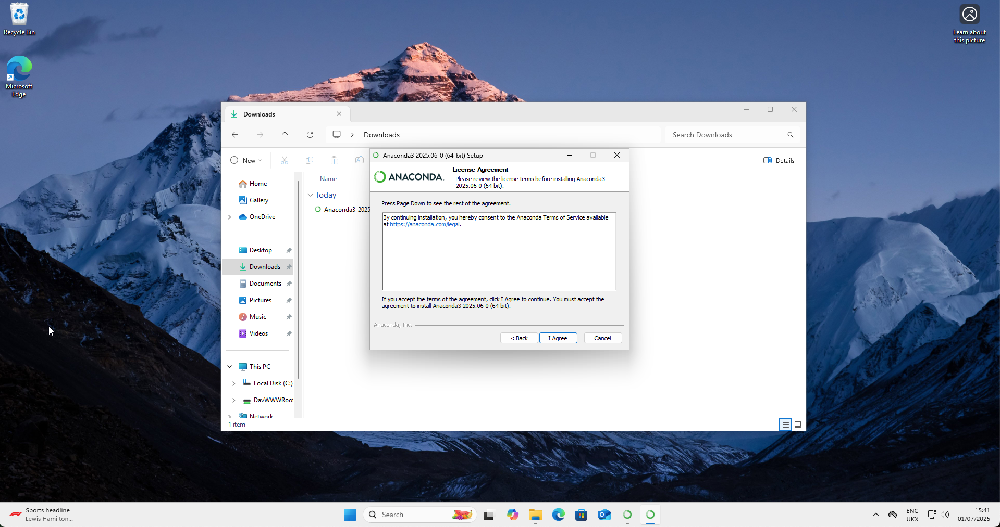 Recycle Bin
Microsoft
Edge
Learn about
this picture
Downloads
Downloads
Search Downloads
New
Details
Home
Gallery
OneDrive
Desktop
Downloads
Documents
Pictures
Music
Videos
This PC
Local Disk (C:)
DavWWWRoot
Network
1 item
Name
Today
Anaconda3-2025
Anaconda3 2025.06-0 (64-bit) Setup
ANACONDA.
License Agreement
Please review the license terms before installing Anaconda3
2025.06-0 (64-bit).
Press Page Down to see the rest of the agreement.
By continuing installation, you hereby consent to the Anaconda Terms of Service available
at https://anaconda.com/legal.
If you accept the terms of the agreement, click I Agree to continue. You must accept the
agreement to install Anaconda3 2025.06-0 (64-bit).
Anaconda, Inc.
< Back
I Agree
Cancel
Sports headline
Lewis Hamilton...
Search
ENG
UKX
15:41
01/07/2025